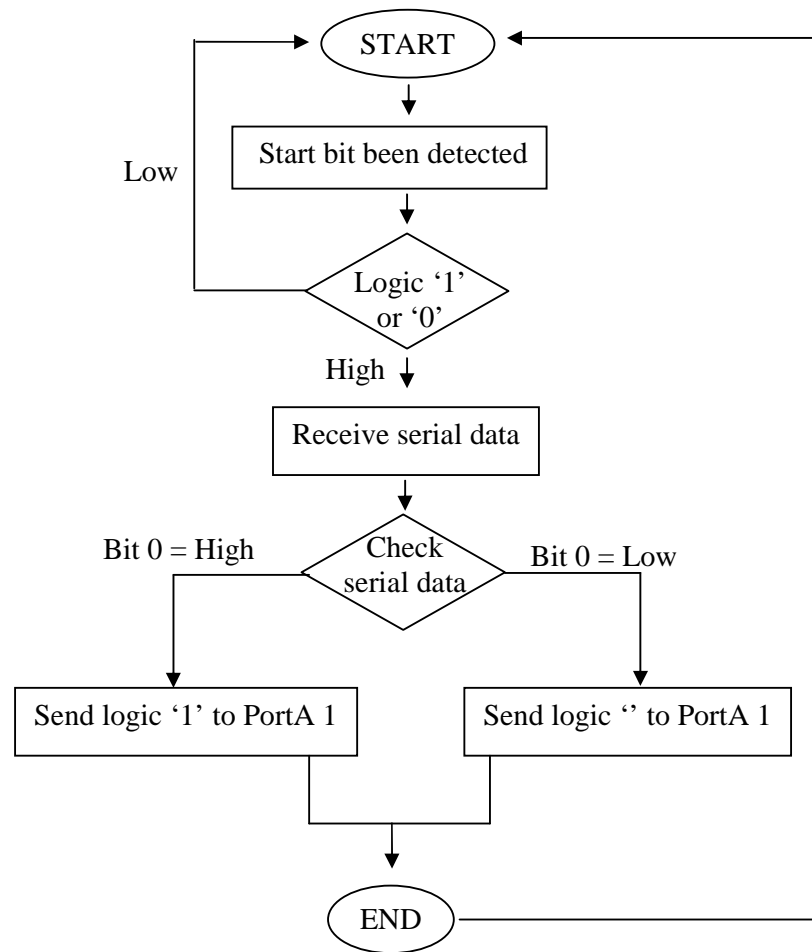 START
Start bit been detected
Low
Logic ‘1’
or ‘0’
High
Receive serial data
Check
serial data
Bit 0 = High
Bit 0 = Low
Send logic ‘1’ to PortA 1
Send logic ‘’ to PortA 1
END